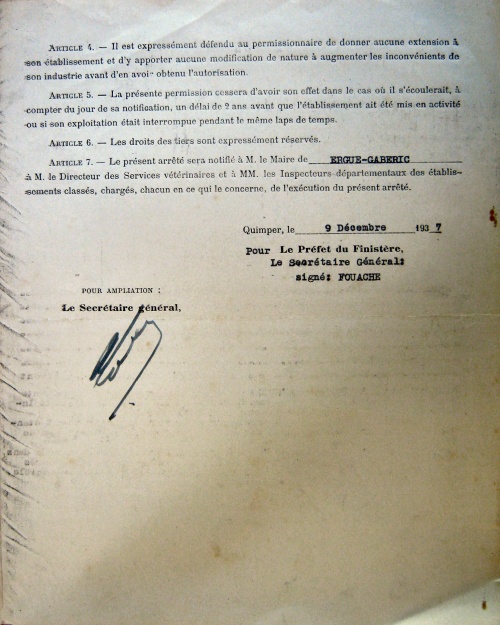 ARTICLE 4. — Il est expressément défendu au permissionnaire de donner aucune extension à
son établissement et d'y apporter aucune modification de nature à augmenter les inconvénients de
son industrie avant d'en avoir obtenu l'autorisation.
ARTICLE 5. — La présente permission cessera d'avoir son effet dans le cas où il s'écoulerait, à
compter du jour de sa notification, un délai de 2 ans avant que l'établissement ait été mis en activité
ou si son exploitation était interrompue pendant le même laps de temps.
ARTICLE 6. — Les droits des tiers sont expressément réservés.
ARTICLE 7. — Le présent arrêté sera notifié à M. le Maire de ERGUE-GABERIC
à M. le Directeur des Services vétérinaires et à MM. les Inspecteurs départementaux des établis-
sements classés, chargés, chacun en ce qui le concerne, de l'exécution du présent arrêté.
Quimper, le 9 Décembre 1937
Pour Le Préfet du Finistère,
Le Secrétaire Général:
signé: FOUACHE
POUR AMPLIATION :
Le Secrétaire général,